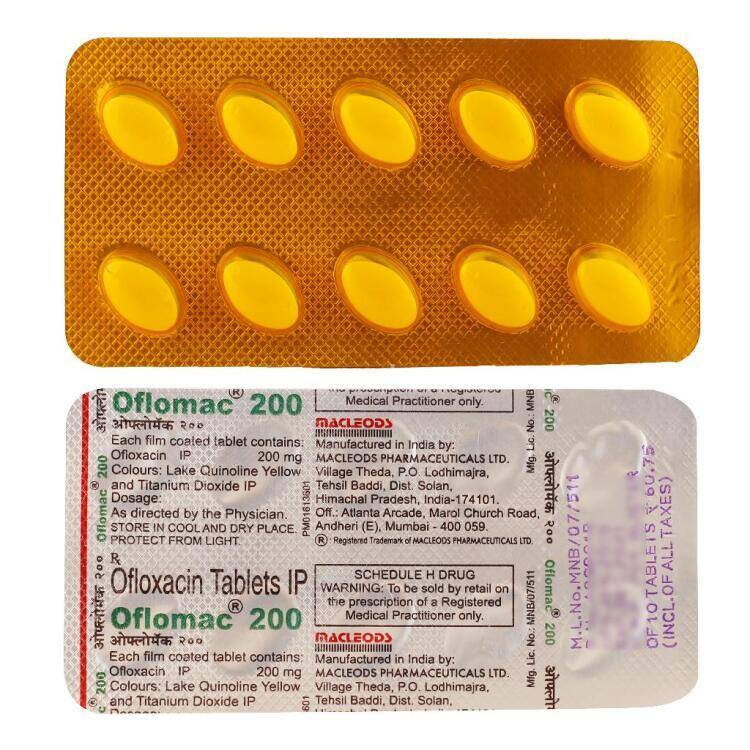 Oflomac® 200
ओफ्लोमॅक २००
Each film coated tablet contains:
Ofloxacin IP 200 mg
Colours: Lake Quinoline Yellow
and Titanium Dioxide IP
Dosage:
As directed by the Physician.
STORE IN COOL AND DRY PLACE.
PROTECT FROM LIGHT.
the prescription of a Registered
Medical Practitioner only.
MACLEODS
Manufactured in India by:
MACLEODS PHARMACEUTICALS LTD.
Village Theda, P.O. Lodhimajra,
Tehsil Baddi, Dist. Solan,
Himachal Pradesh, India-174101.
Off.: Atlanta Arcade, Marol Church Road,
Andheri (E), Mumbai - 400 059.
® : Registered Trademark of MACLEODS PHARMACEUTICALS LTD.
PM01613601
Oflomac® 200
ओफ्लोमॅक २००
Mfg. Lic. No.: MNB
® 200
ओफ्लोमॅक २००
Rx
Ofloxacin Tablets IP
Oflomac® 200
ओफ्लोमॅक २००
Each film coated tablet contains:
Ofloxacin IP 200 mg
Colours: Lake Quinoline Yellow
and Titanium Dioxide IP
SCHEDULE H DRUG
WARNING: To be sold by retail on
the prescription of a Registered
Medical Practitioner only.
MACLEODS
Manufactured in India by:
MACLEODS PHARMACEUTICALS LTD.
Village Theda, P.O. Lodhimajra,
Tehsil Baddi, Dist. Solan,
601
® 200
Mfg. Lic. No.: MNB/07/511
Oflomac® 200
M.L.No.MNB/07/511
OF 10 TABLETS ₹ 60.75
(INCL.OF ALL TAXES)